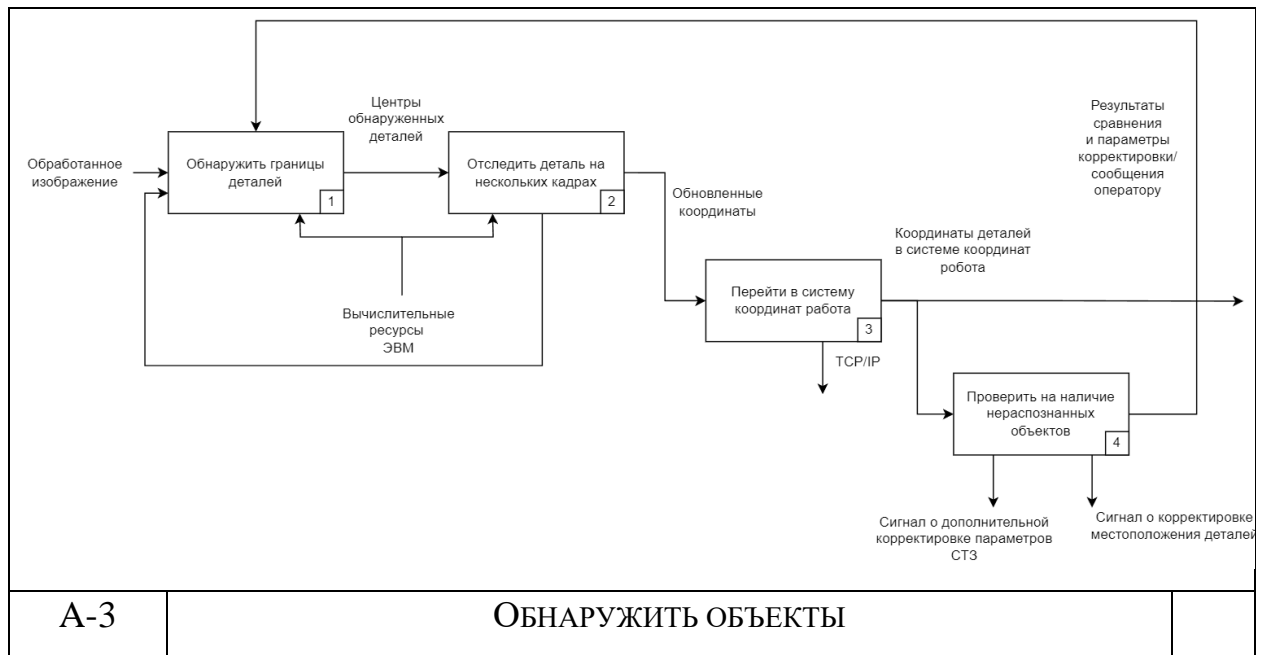 Обработанное
изображение
Обнаружить границы
деталей
1
Центры
обнаруженных
деталей
Отследить деталь на
нескольких кадрах
2
Вычислительные
ресурсы
ЭВМ
Обновленные
координаты
Перейти в систему
координат работа
3
TCP/IP
Координаты деталей
в системе координат
робота
Результаты
сравнения
и параметры
корректировки/
сообщения
оператору
Проверить на наличие
нераспознанных
объектов
4
Сигнал о дополнительной
корректировке параметров
СТЗ
Сигнал о корректировке
местоположения деталей
А-3
ОБНАРУЖИТЬ ОБЪЕКТЫ